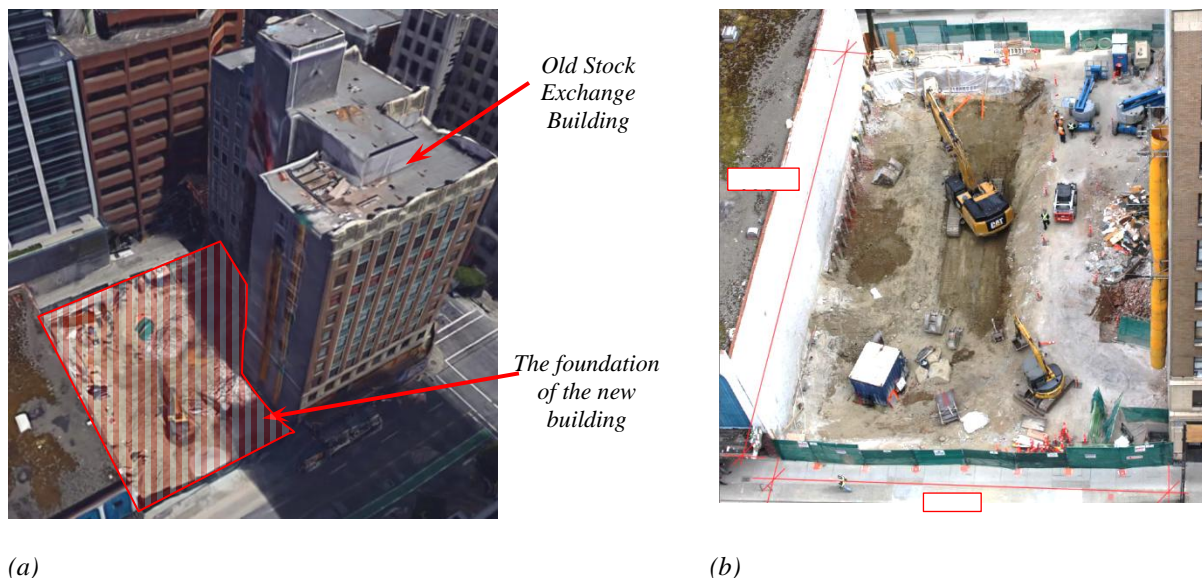 Old Stock
Exchange
Building
The foundation
of the new
building
CAT
(a)
(b)